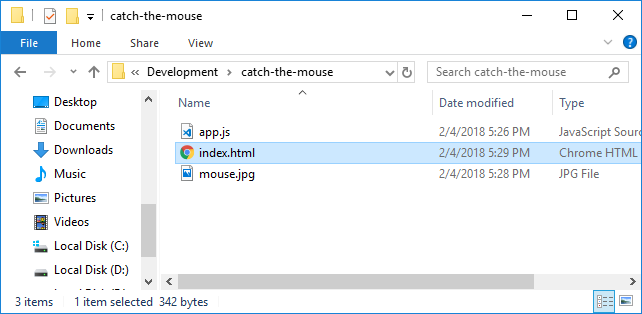 catch-the-mouse
File Home Share View
Development catch-the-mouse Search catch-the-mouse
Name Date modified Type
Desktop
Documents
Downloads
Music
Pictures
Videos
Local Disk (C:)
Local Disk (D:)
app.js 2/4/2018 5:26 PM JavaScript Sour
index.html 2/4/2018 5:29 PM Chrome HTML
mouse.jpg 2/4/2018 5:28 PM JPG File
3 items 1 item selected 342 bytes